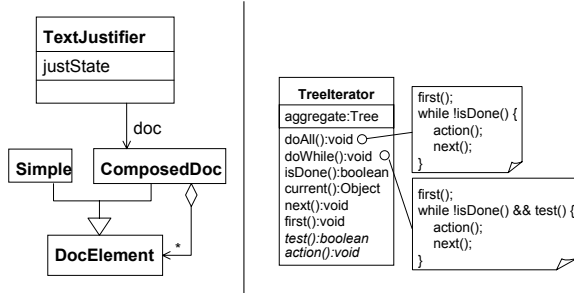 TextJustifier
justState
doc
Simple
ComposedDoc
*
DocElement
TreeIterator
aggregate:Tree
doAll():void
doWhile():void
isDone():boolean
current():Object
next():void
first():void
test():boolean
action():void
first();
while !isDone() {
action();
next();
}
first();
while !isDone() && test() {
action();
next();
}